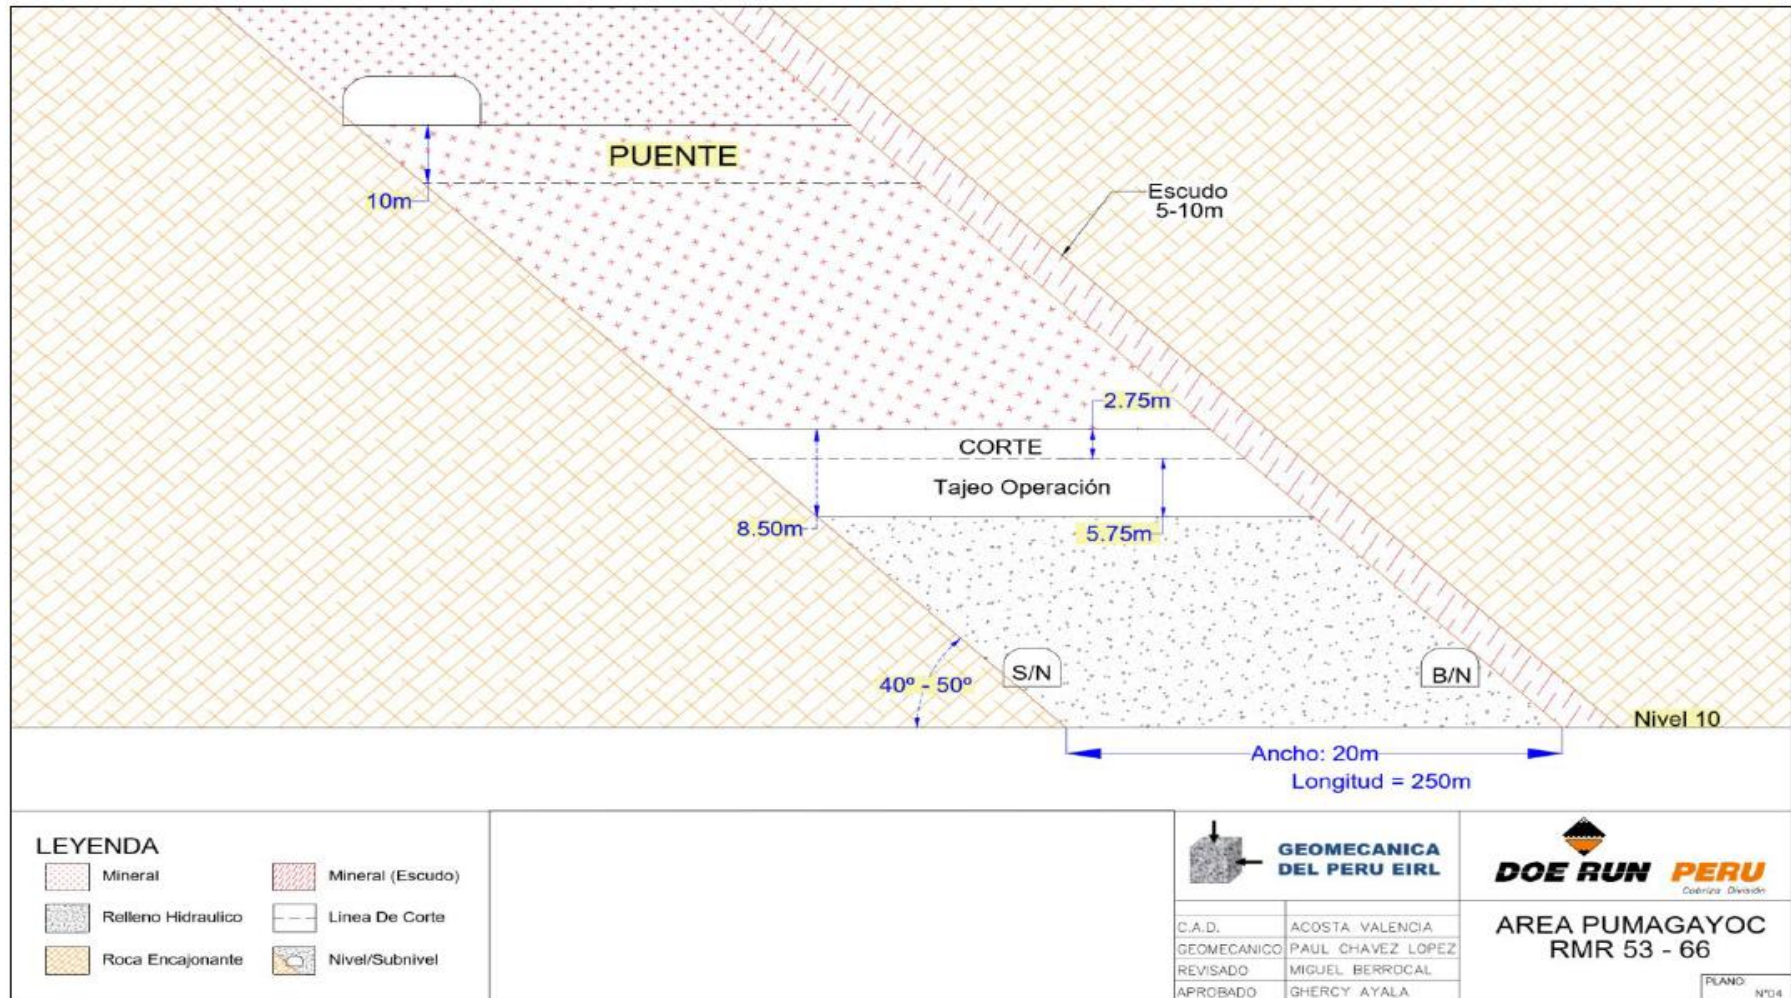 PUENTE
10m
Escudo
5-10m
2.75m
CORTE
Tajeo Operación
8.50m
5.75m
40º - 50º
S/N
B/N
Nivel 10
Ancho: 20m
Longitud = 250m
LEYENDA
Mineral
Mineral (Escudo)
Relleno Hidraulico
Linea De Corte
Roca Encajonante
Nivel/Subnivel
GEOMECANICA
DEL PERU EIRL
DOE RUN PERU
Cobriza División
C.A.D. ACOSTA VALENCIA
GEOMECANICO PAUL CHAVEZ LOPEZ
REVISADO MIGUEL BERROCAL
APROBADO GHERCY AYALA
AREA PUMAGAYOC
RMR 53 - 66
PLANO:
Nº04